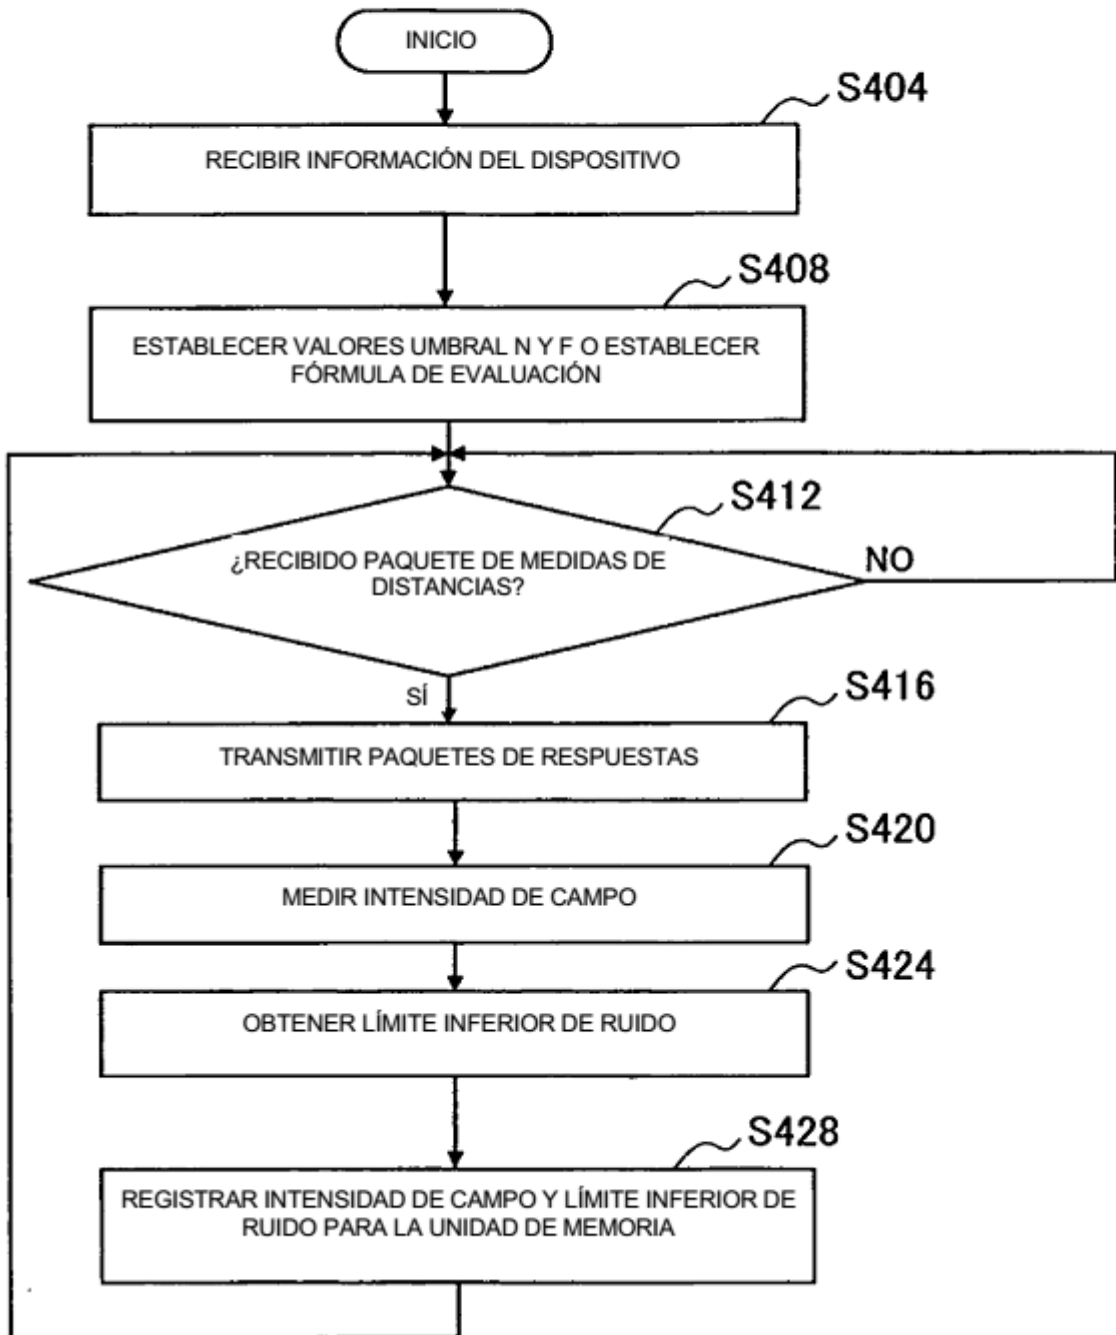 INICIO
S404
RECIBIR INFORMACIÓN DEL DISPOSITIVO
S408
ESTABLECER VALORES UMBRAL N Y F O ESTABLECER
FÓRMULA DE EVALUACIÓN
S412
¿RECIBIDO PAQUETE DE MEDIDAS DE
DISTANCIAS?
NO
SÍ
S416
TRANSMITIR PAQUETES DE RESPUESTAS
S420
MEDIR INTENSIDAD DE CAMPO
S424
OBTENER LÍMITE INFERIOR DE RUIDO
S428
REGISTRAR INTENSIDAD DE CAMPO Y LÍMITE INFERIOR DE
RUIDO PARA LA UNIDAD DE MEMORIA